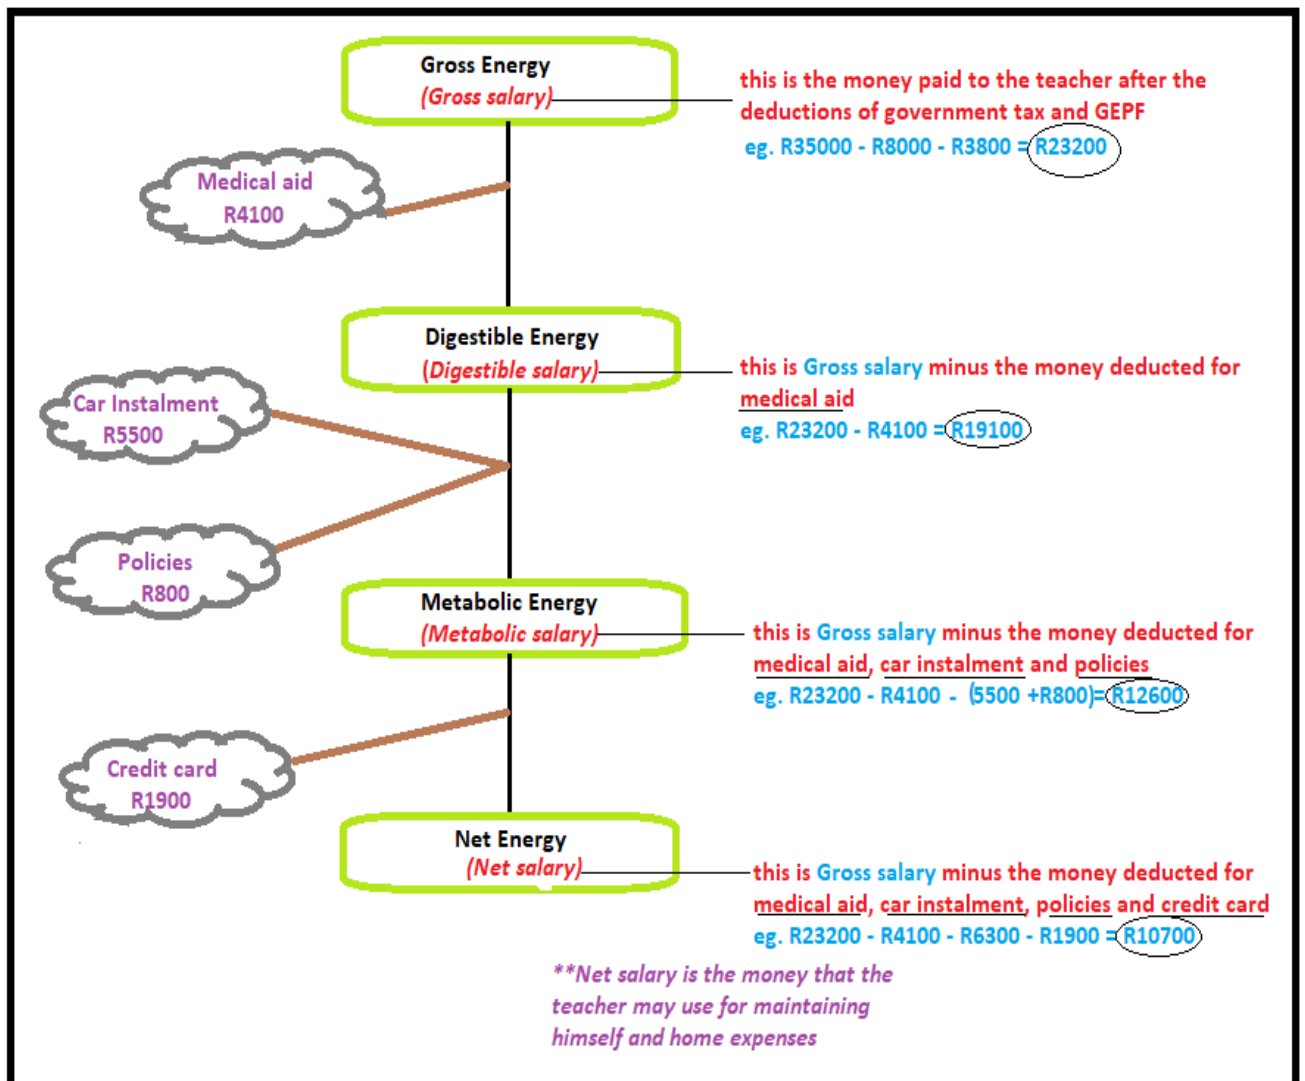 Gross Energy
(Gross salary)
this is the money paid to the teacher after the
deductions of government tax and GEPF
eg. R35000 - R8000 - R3800 = R23200
Medical aid
R4100
Digestible Energy
(Digestible salary)
this is Gross salary minus the money deducted for
medical aid
eg. R23200 - R4100 = R19100
Car Instalment
R5500
Policies
R800
Metabolic Energy
(Metabolic salary)
this is Gross salary minus the money deducted for
medical aid, car instalment and policies
eg. R23200 - R4100 - (5500 +R800)= R12600
Credit card
R1900
Net Energy
(Net salary)
this is Gross salary minus the money deducted for
medical aid, car instalment, policies and credit card
eg. R23200 - R4100 - R6300 - R1900 = R10700
**Net salary is the money that the
teacher may use for maintaining
himself and home expenses